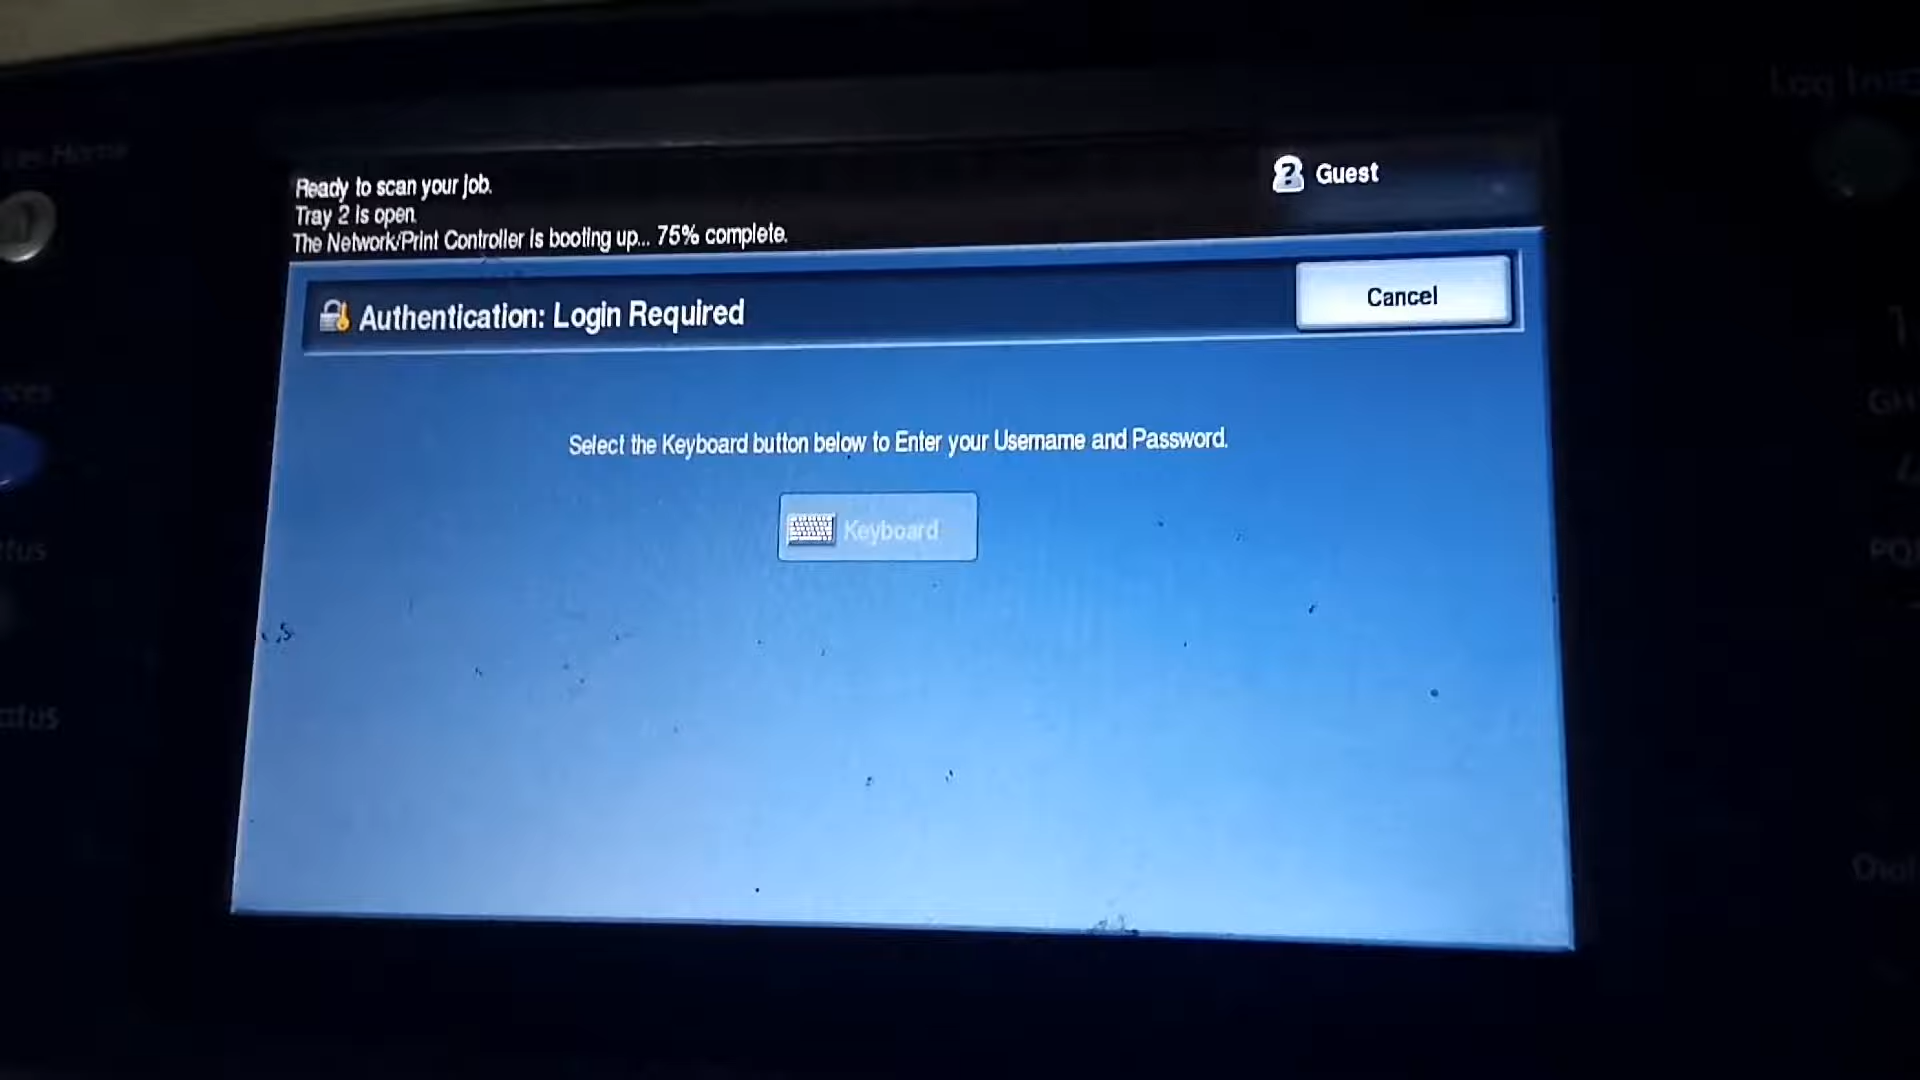 Ready to scan your job.
Guest
Tray 2 is open.
The Network/Print Controller is booting up... 75% complete.
Authentication: Login Required
Cancel
Select the Keyboard button below to Enter your Username and Password.
Keyboard